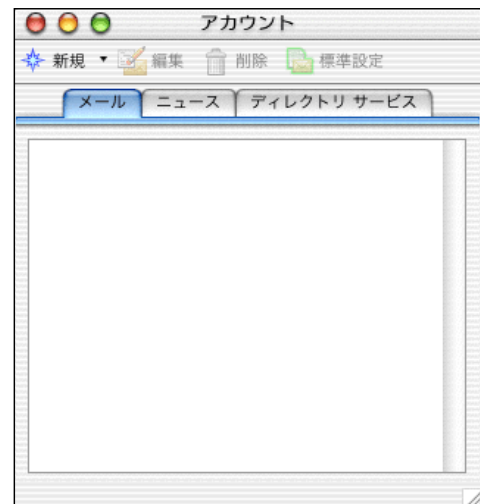 アカウント
新規 編集 削除 標準設定
メール ニュース ディレクトリ サービス